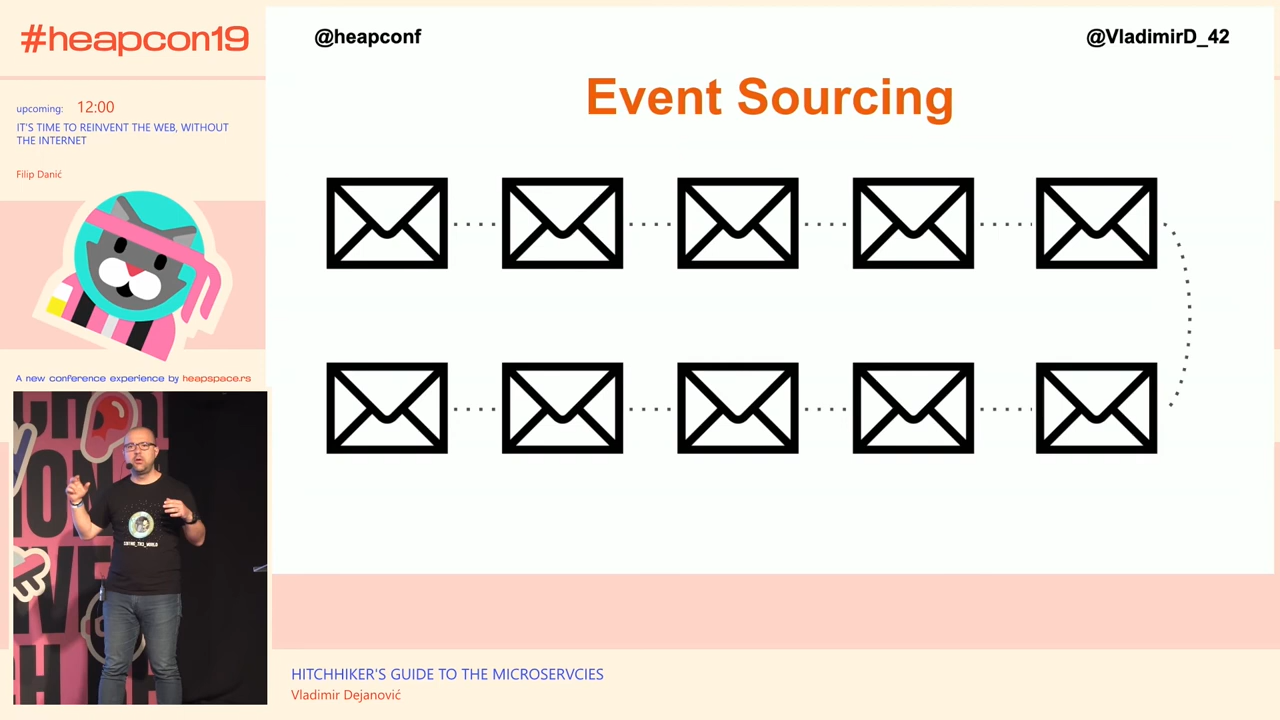 #heapcon19
upcoming: 12:00
IT'S TIME TO REINVENT THE WEB, WITHOUT
THE INTERNET
Filip Danić
A new conference experience by heapspace.rs
@heapconf
@VladimirD_42
Event Sourcing
HITCHHIKER'S GUIDE TO THE MICROSERVCIES
Vladimir Dejanović